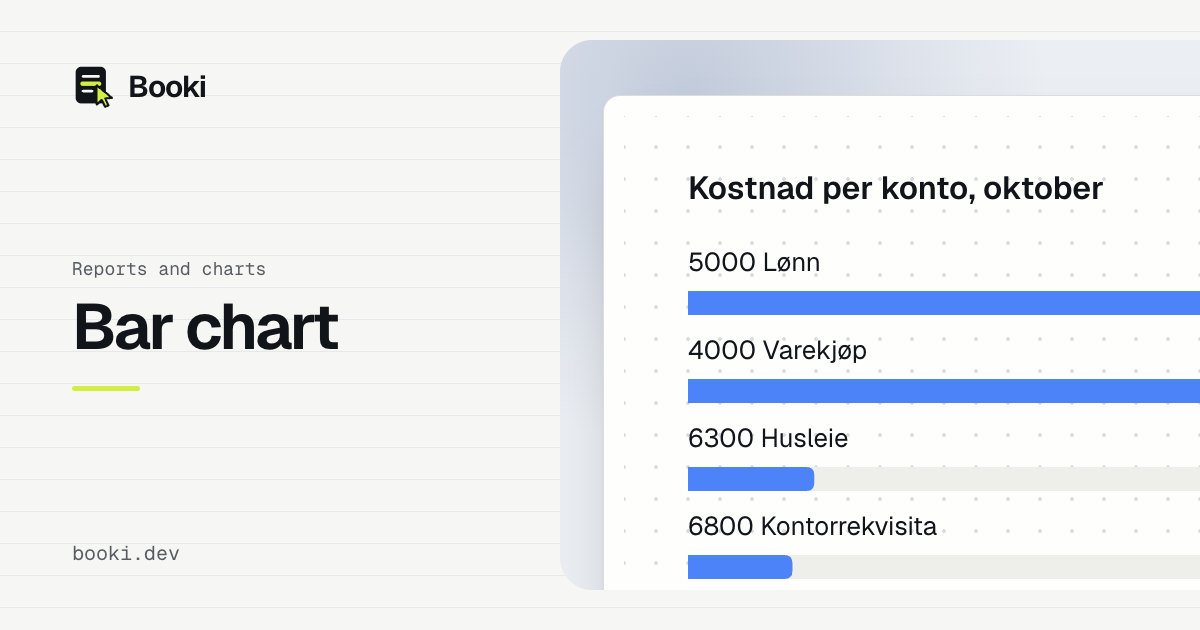 Booki
Reports and charts
Bar chart
booki.dev
Kostnad per konto, oktober
5000 Lønn
4000 Varekjøp
6300 Husleie
6800 Kontorrekvisita